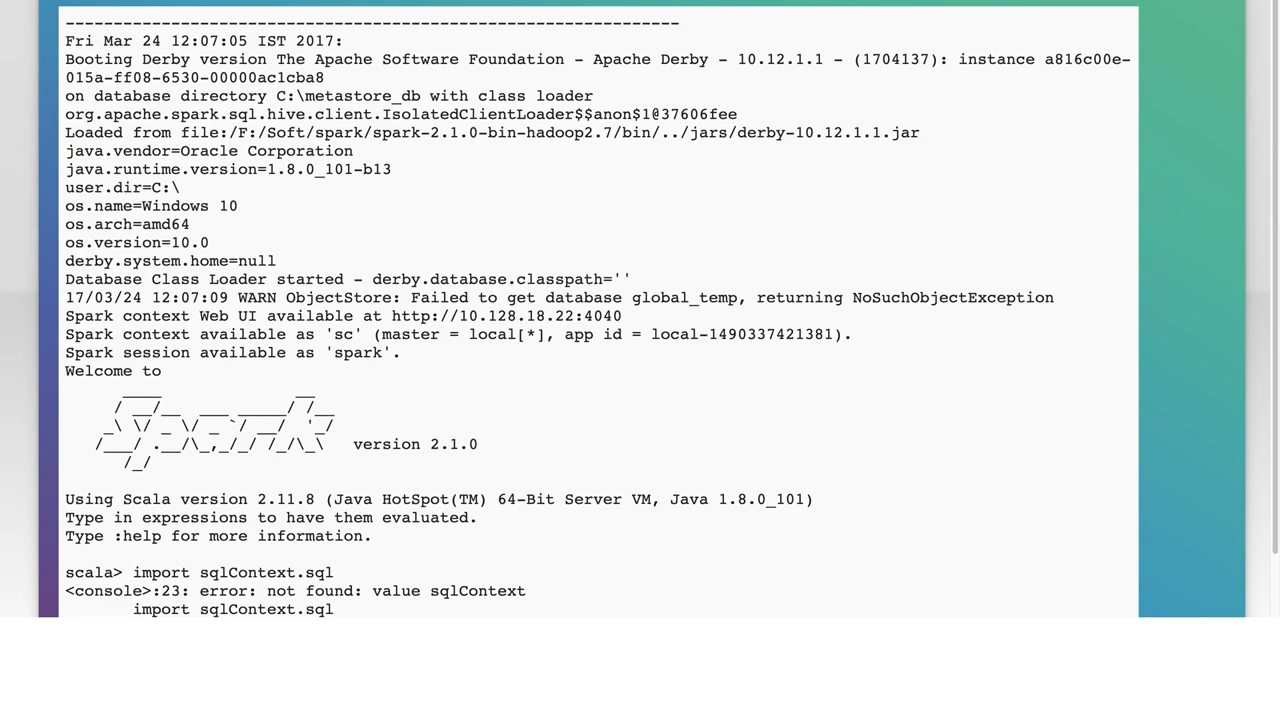 ----------------------------------------------------------------
Fri Mar 24 12:07:05 IST 2017:
Booting Derby version The Apache Software Foundation - Apache Derby - 10.12.1.1 - (1704137): instance a816c00e-
015a-ff08-6530-00000ac1cba8
on database directory C:\metastore_db with class loader
org.apache.spark.sql.hive.client.IsolatedClientLoader$$anon$1@37606fee
Loaded from file:/F:/Soft/spark/spark-2.1.0-bin-hadoop2.7/bin/../jars/derby-10.12.1.1.jar
java.vendor=Oracle Corporation
java.runtime.version=1.8.0_101-b13
user.dir=C:\
os.name=Windows 10
os.arch=amd64
os.version=10.0
derby.system.home=null
Database Class Loader started - derby.database.classpath=''
17/03/24 12:07:09 WARN ObjectStore: Failed to get database global_temp, returning NoSuchObjectException
Spark context Web UI available at http://10.128.18.22:4040
Spark context available as 'sc' (master = local[*], app id = local-1490337421381).
Spark session available as 'spark'.
Welcome to
      ____              __
     / __/__  ___ _____/ /__
    _\ \/ _ \/ _ `/ __/  '_/
   /___/ .__/\_,_/_/ /_/\_\   version 2.1.0
      /_/
Using Scala version 2.11.8 (Java HotSpot(TM) 64-Bit Server VM, Java 1.8.0_101)
Type in expressions to have them evaluated.
Type :help for more information.
scala> import sqlContext.sql
<console>:23: error: not found: value sqlContext
       import sqlContext.sql